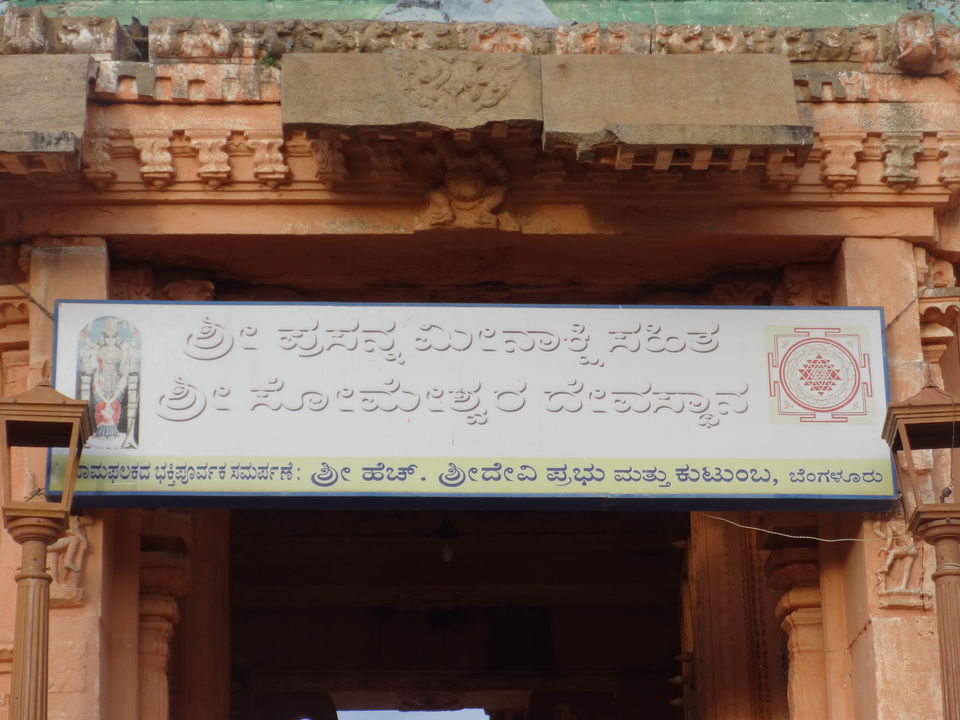 ಶ್ರೀ ಪ್ರಸನ್ನ ಮೀನಾಕ್ಷಿ ಸಹಿತ
ಶ್ರೀ ಸೋಮೇಶ್ವರ ದೇವಸ್ಥಾನ
ನಾಮಫಲಕದ ಭಕ್ತಿಪೂರ್ವಕ ಸಮರ್ಪಣೆ: ಶ್ರೀ ಹೆಚ್. ಶ್ರೀದೇವಿ ಪ್ರಭು ಮತ್ತು ಕುಟುಂಬ, ಬೆಂಗಳೂರು